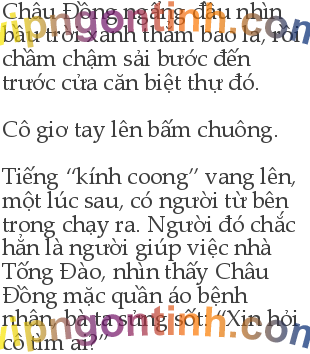 Châu Đồng ngẩng đầu nhìn
bầu trời xanh thẳm bao la, rồi
chầm chậm sải bước đến
trước cửa căn biệt thự đó.
Cô giơ tay lên bấm chuông.
Tiếng “kính coong” vang lên,
một lúc sau, có người từ bên
trong chạy ra. Người đó chắc
hẳn là người giúp việc nhà
Tống Đào, nhìn thấy Châu
Đồng mặc quần áo bệnh
nhân, bà ta sửng sốt: “Xin hỏi
cô tìm ai?”
vipngontinh.com
vipngontinh.com